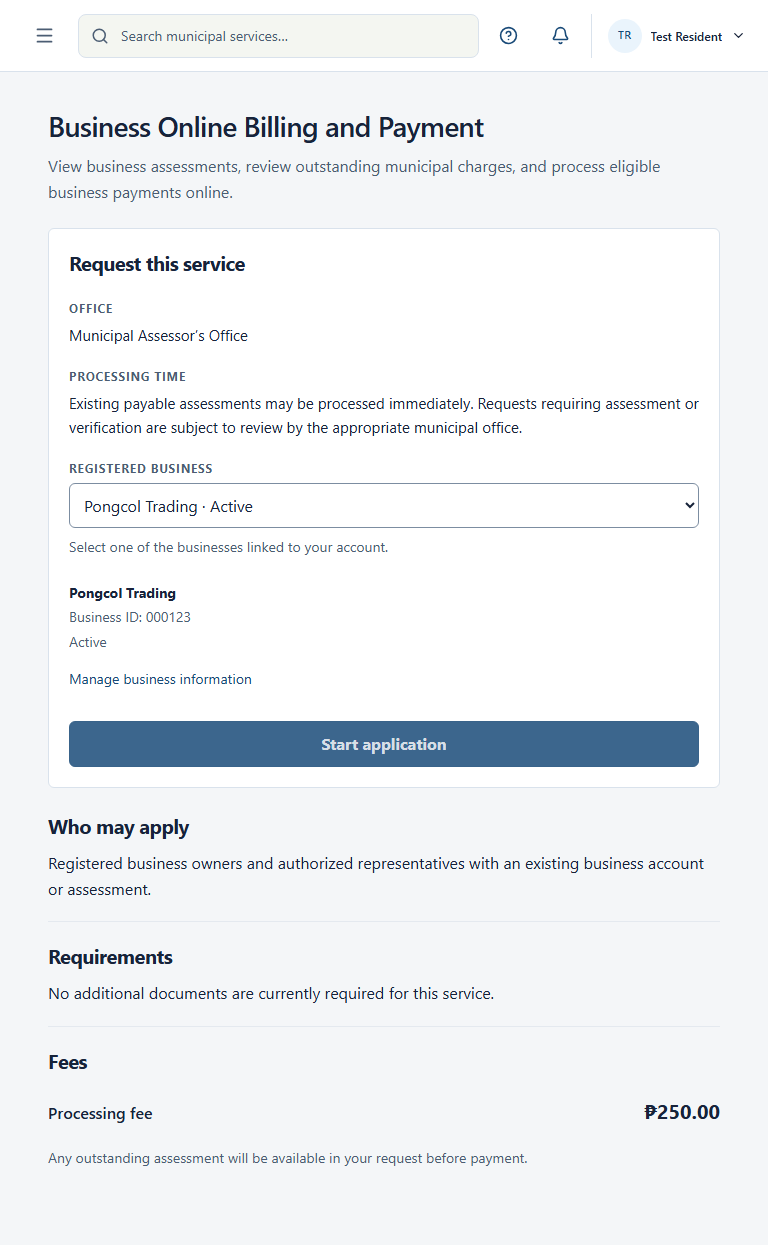 Search municipal services...
TR
Test Resident
Business Online Billing and Payment
View business assessments, review outstanding municipal charges, and process eligible
business payments online.
Request this service
OFFICE
Municipal Assessor's Office
PROCESSING TIME
Existing payable assessments may be processed immediately. Requests requiring assessment or
verification are subject to review by the appropriate municipal office.
REGISTERED BUSINESS
Pongcol Trading · Active
Select one of the businesses linked to your account.
Pongcol Trading
Business ID: 000123
Active
Manage business information
Start application
Who may apply
Registered business owners and authorized representatives with an existing business account
or assessment.
Requirements
No additional documents are currently required for this service.
Fees
Processing fee
₱250.00
Any outstanding assessment will be available in your request before payment.